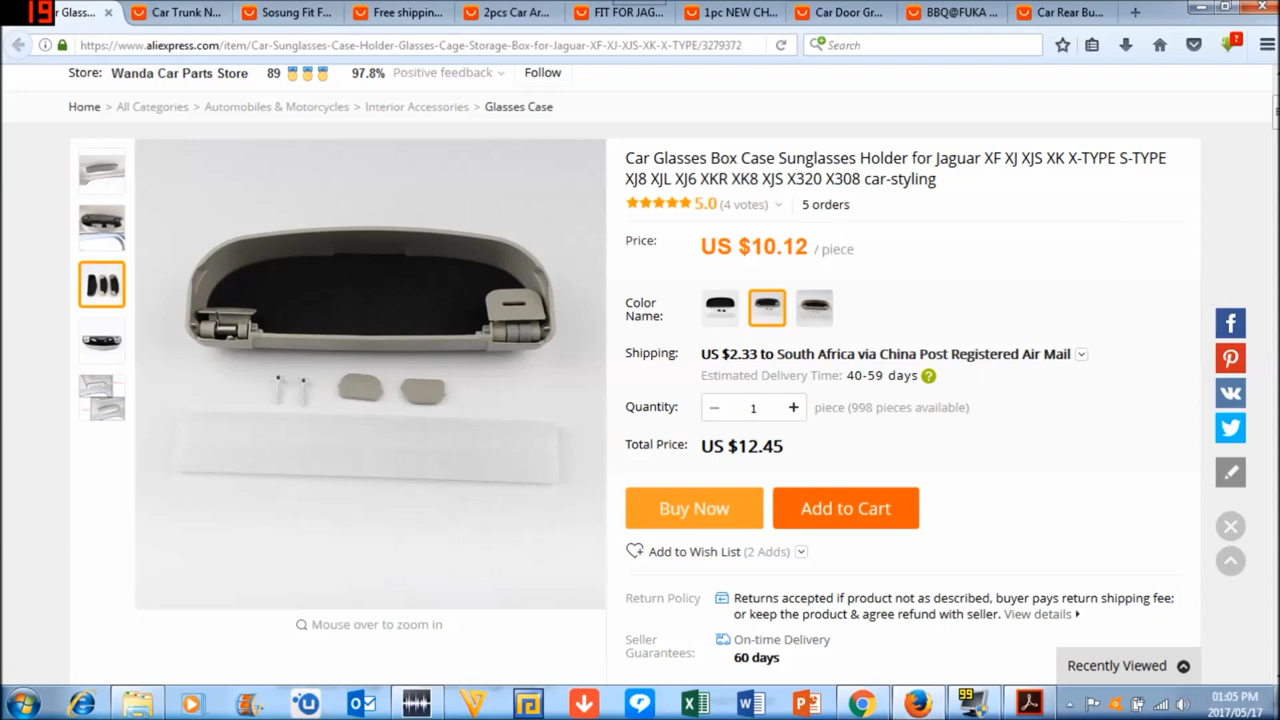 19
r Glass...
Car Trunk N...
Sosung Fit F...
Free shippin...
2pcs Car Ar...
FIT FOR JAG...
1pc NEW CH...
Car Door Gr...
BBQ@FUKA ...
Car Rear Bu...
https://www.aliexpress.com/item/Car-Sunglasses-Case-Holder-Glasses-Cage-Storage-Box-for-Jaguar-XF-XJ-XJS-XK-X-TYPE/3279372
Search
?
Store: Wanda Car Parts Store 89 97.8% Positive feedback Follow
Home > All Categories > Automobiles & Motorcycles > Interior Accessories > Glasses Case
Car Glasses Box Case Sunglasses Holder for Jaguar XF XJ XJS XK X-TYPE S-TYPE
XJ8 XJL XJ6 XKR XK8 XJS X320 X308 car-styling
5.0 (4 votes) 5 orders
Price: US $10.12 / piece
Color
Name:
Shipping: US $2.33 to South Africa via China Post Registered Air Mail
Estimated Delivery Time: 40-59 days ?
Quantity: − 1 + piece (998 pieces available)
Total Price: US $12.45
Buy Now
Add to Cart
Add to Wish List (2 Adds)
Return Policy Returns accepted if product not as described, buyer pays return shipping fee;
or keep the product & agree refund with seller. View details
Mouse over to zoom in
Seller
Guarantees:
On-time Delivery
60 days
Recently Viewed
99
01:05 PM
2017/05/17